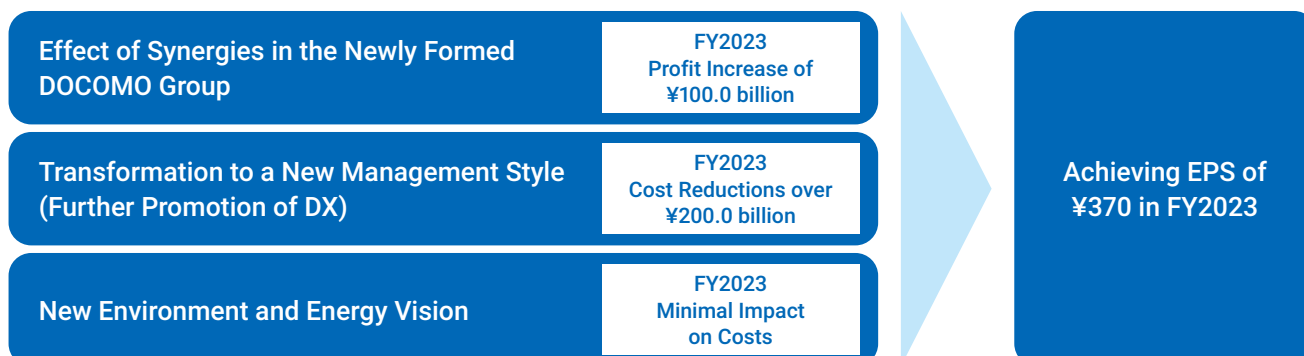 Effect of Synergies in the Newly Formed
DOCOMO Group
FY2023
Profit Increase of
¥100.0 billion
Transformation to a New Management Style
(Further Promotion of DX)
FY2023
Cost Reductions over
¥200.0 billion
New Environment and Energy Vision
FY2023
Minimal Impact
on Costs
Achieving EPS of
¥370 in FY2023